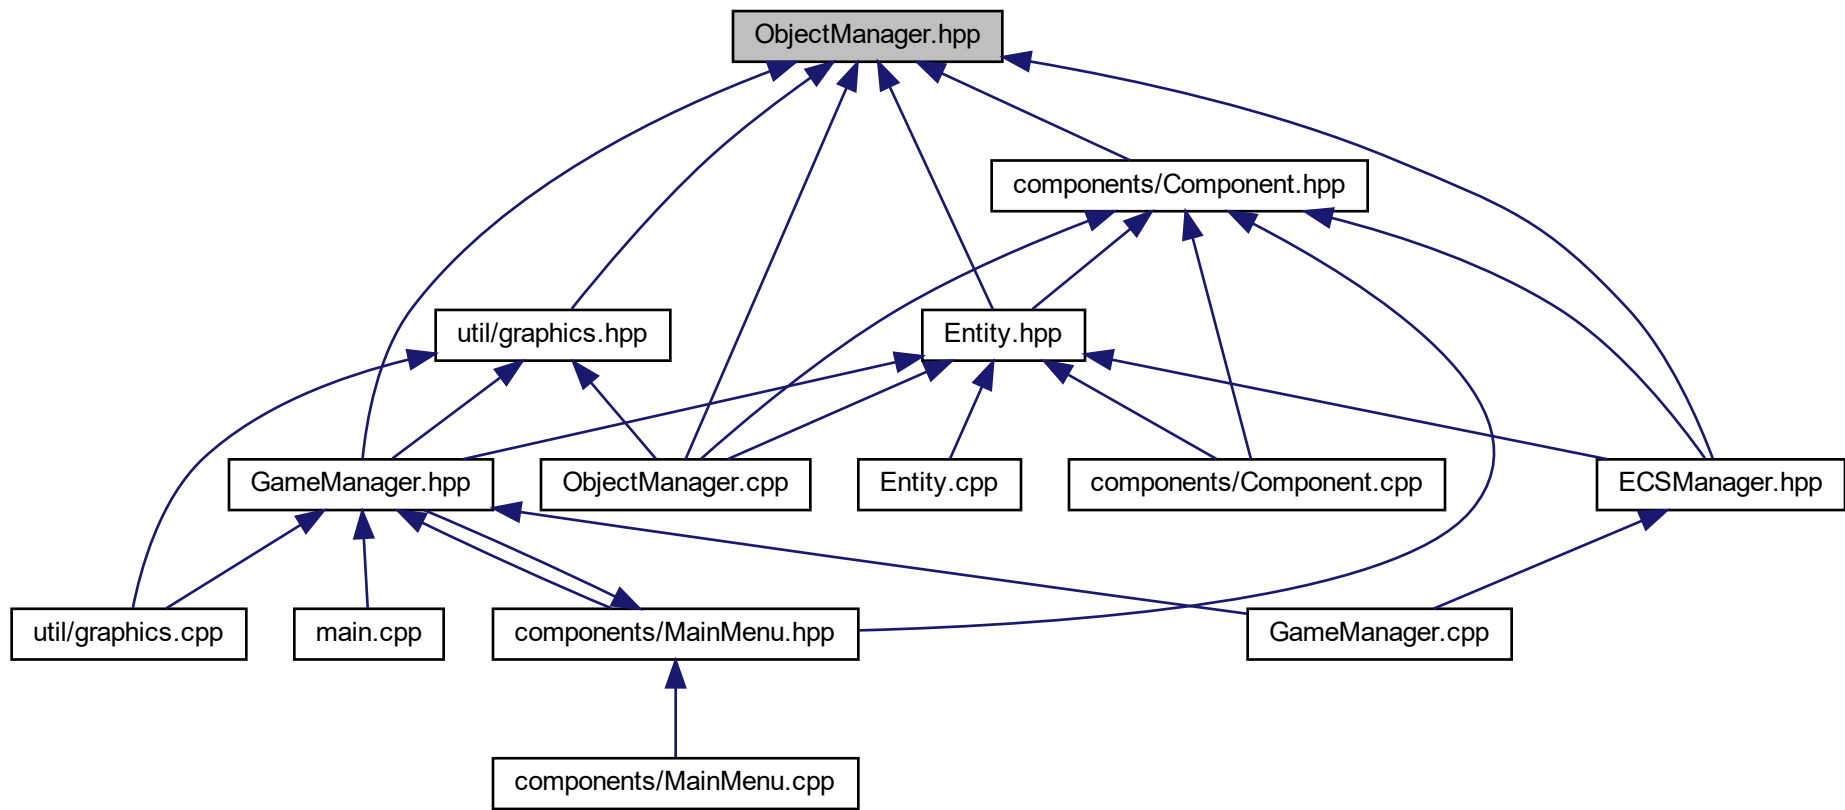 ObjectManager.hpp
components/Component.hpp
util/graphics.hpp
Entity.hpp
GameManager.hpp
ObjectManager.cpp
Entity.cpp
components/Component.cpp
ECSManager.hpp
util/graphics.cpp
main.cpp
components/MainMenu.hpp
GameManager.cpp
components/MainMenu.cpp